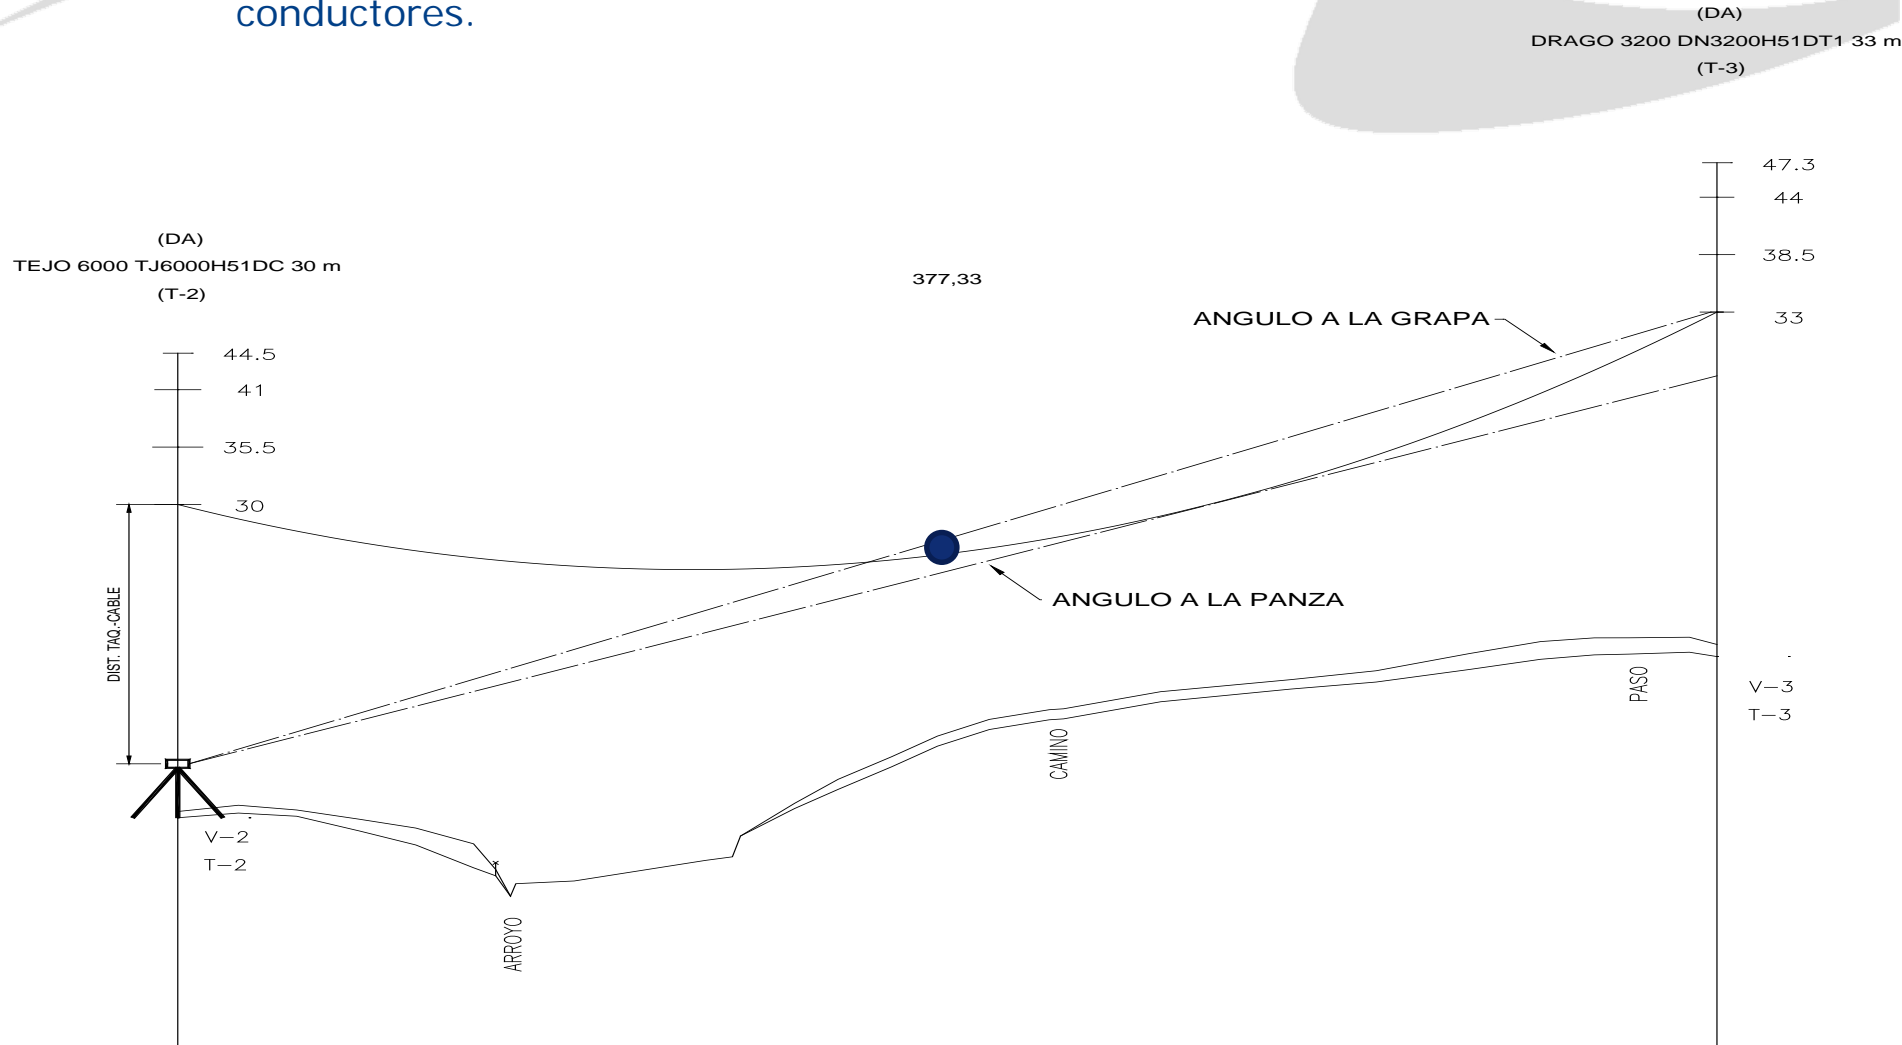 conductores.
(DA)
DRAGO 3200 DN3200H51DT1 33 m
(T-3)
47.3
44
38.5
33
(DA)
TEJO 6000 TJ6000H51DC 30 m
(T-2)
377,33
ANGULO A LA GRAPA
44.5
41
35.5
30
DIST. TAQ.-CABLE
ANGULO A LA PANZA
PASO
V-3
T-3
CAMINO
V-2
T-2
ARROYO